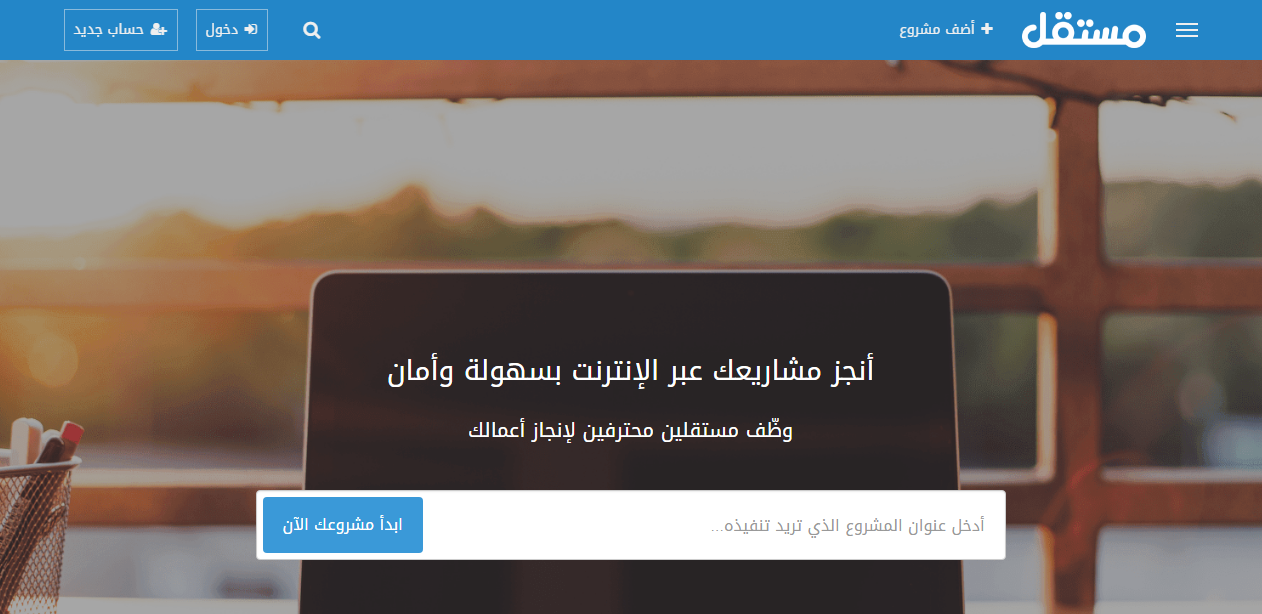 مستقل
أضف مشروع
دخول
حساب جديد
أنجز مشاريعك عبر الإنترنت بسهولة وأمان
وظّف مستقلين محترفين لإنجاز أعمالك
أدخل عنوان المشروع الذي تريد تنفيذه...
ابدأ مشروعك الآن